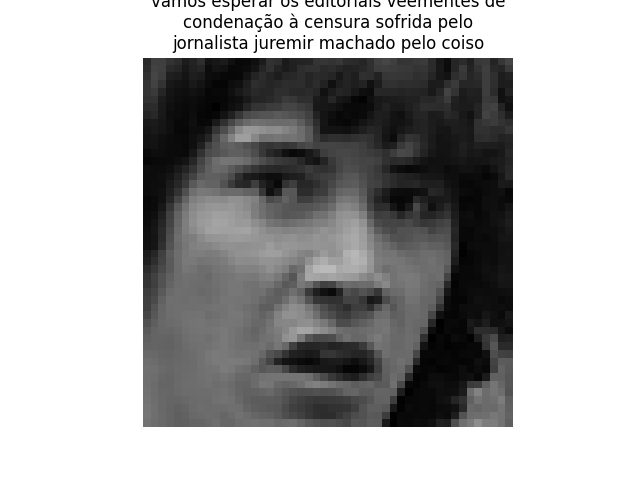 vamos esperar os editoriais veementes de
condenação à censura sofrida pelo
jornalista juremir machado pelo coiso